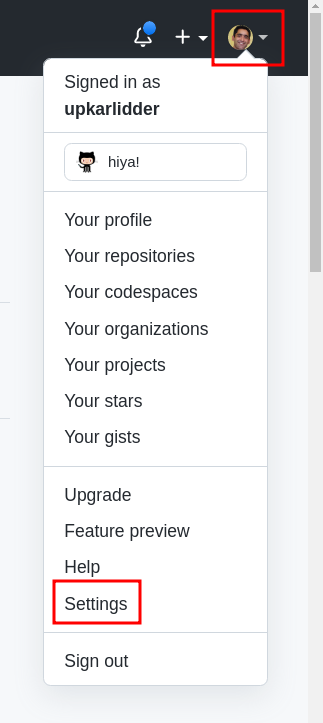 Signed in as
upkarlidder
hiya!
Your profile
Your repositories
Your codespaces
Your organizations
Your projects
Your stars
Your gists
Upgrade
Feature preview
Help
Settings
Sign out